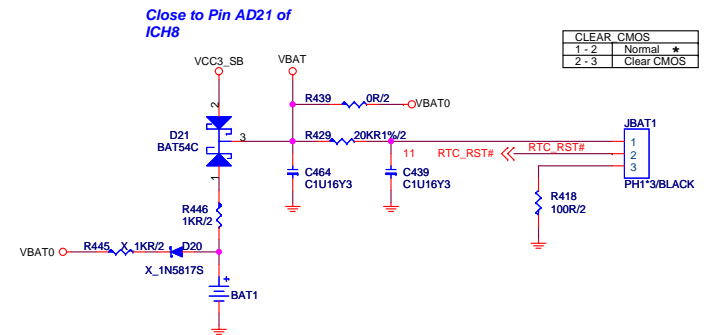 Close to Pin AD21 of
ICH8
CLEAR_CMOS
1 - 2 Normal *
2 - 3 Clear CMOS
VCC3_SB
VBAT
R439 0R/2
VBAT0
2
D21
BAT54C
3
R429 20KR1%/2
JBAT1
1
11 RTC_RST# RTC_RST#
2
3
C464
C1U16Y3
C439
C1U16Y3
PH1*3/BLACK
1
R418
100R/2
R446
1KR/2
VBAT0
R445 X_1KR/2 D20
X_1N5817S
+
BAT1